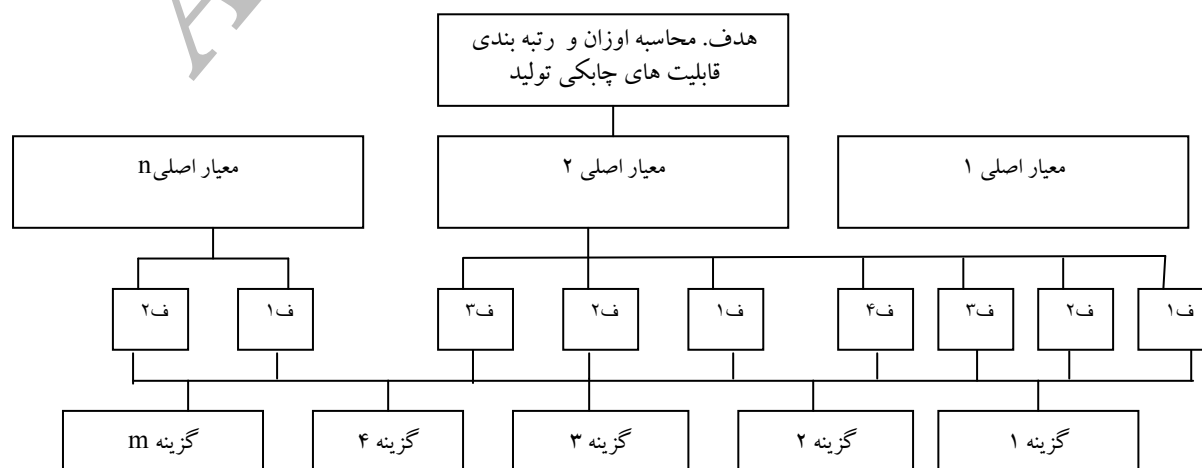 هدف. محاسبه اوزان و رتبه بندی
قابلیت های چابکی تولید
معیار اصلی ۱
معیار اصلی ۲
معیار اصلیn
ف۱
ف۲
ف۳
ف۴
ف۱
ف۲
ف۳
ف۱
ف۲
گزینه ۱
گزینه ۲
گزینه ۳
گزینه ۴
گزینه m